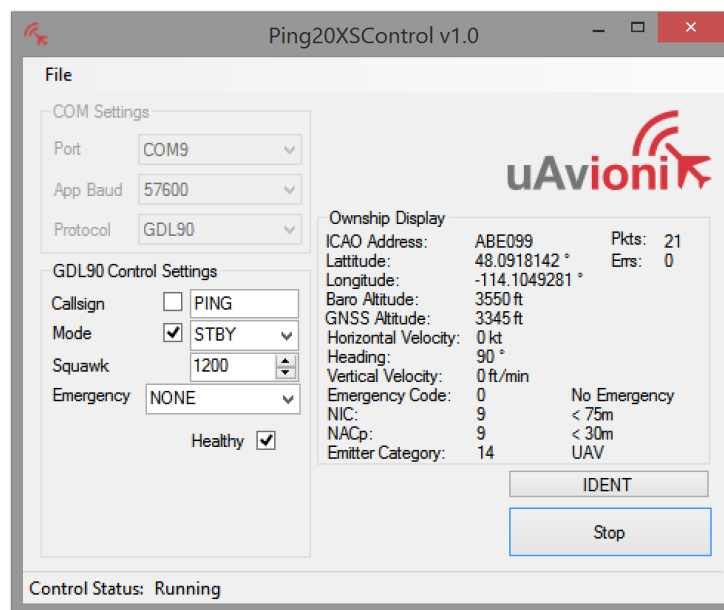 Ping20XSControl v1.0
File
COM Settings
Port COM9
App Baud 57600
Protocol GDL90
uAvionix
GDL90 Control Settings
Callsign PING
Mode STBY
Squawk 1200
Emergency NONE
Healthy
Ownship Display
ICAO Address: ABE099 Pkts: 21
Lattitude: 48.0918142 ° Errs: 0
Longitude: -114.1049281 °
Baro Altitude: 3550 ft
GNSS Altitude: 3345 ft
Horizontal Velocity: 0 kt
Heading: 90 °
Vertical Velocity: 0 ft/min
Emergency Code: 0 No Emergency
NIC: 9 < 75m
NACp: 9 < 30m
Emitter Category: 14 UAV
IDENT
Stop
Control Status: Running